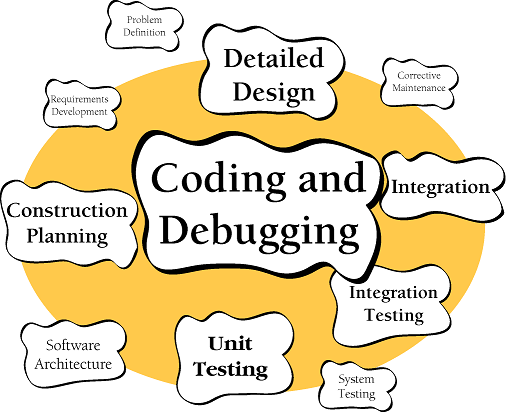 Problem
Definition
Detailed
Design
Corrective
Maintenance
Requirements
Development
Coding and
Debugging
Integration
Construction
Planning
Integration
Testing
Software
Architecture
Unit
Testing
System
Testing